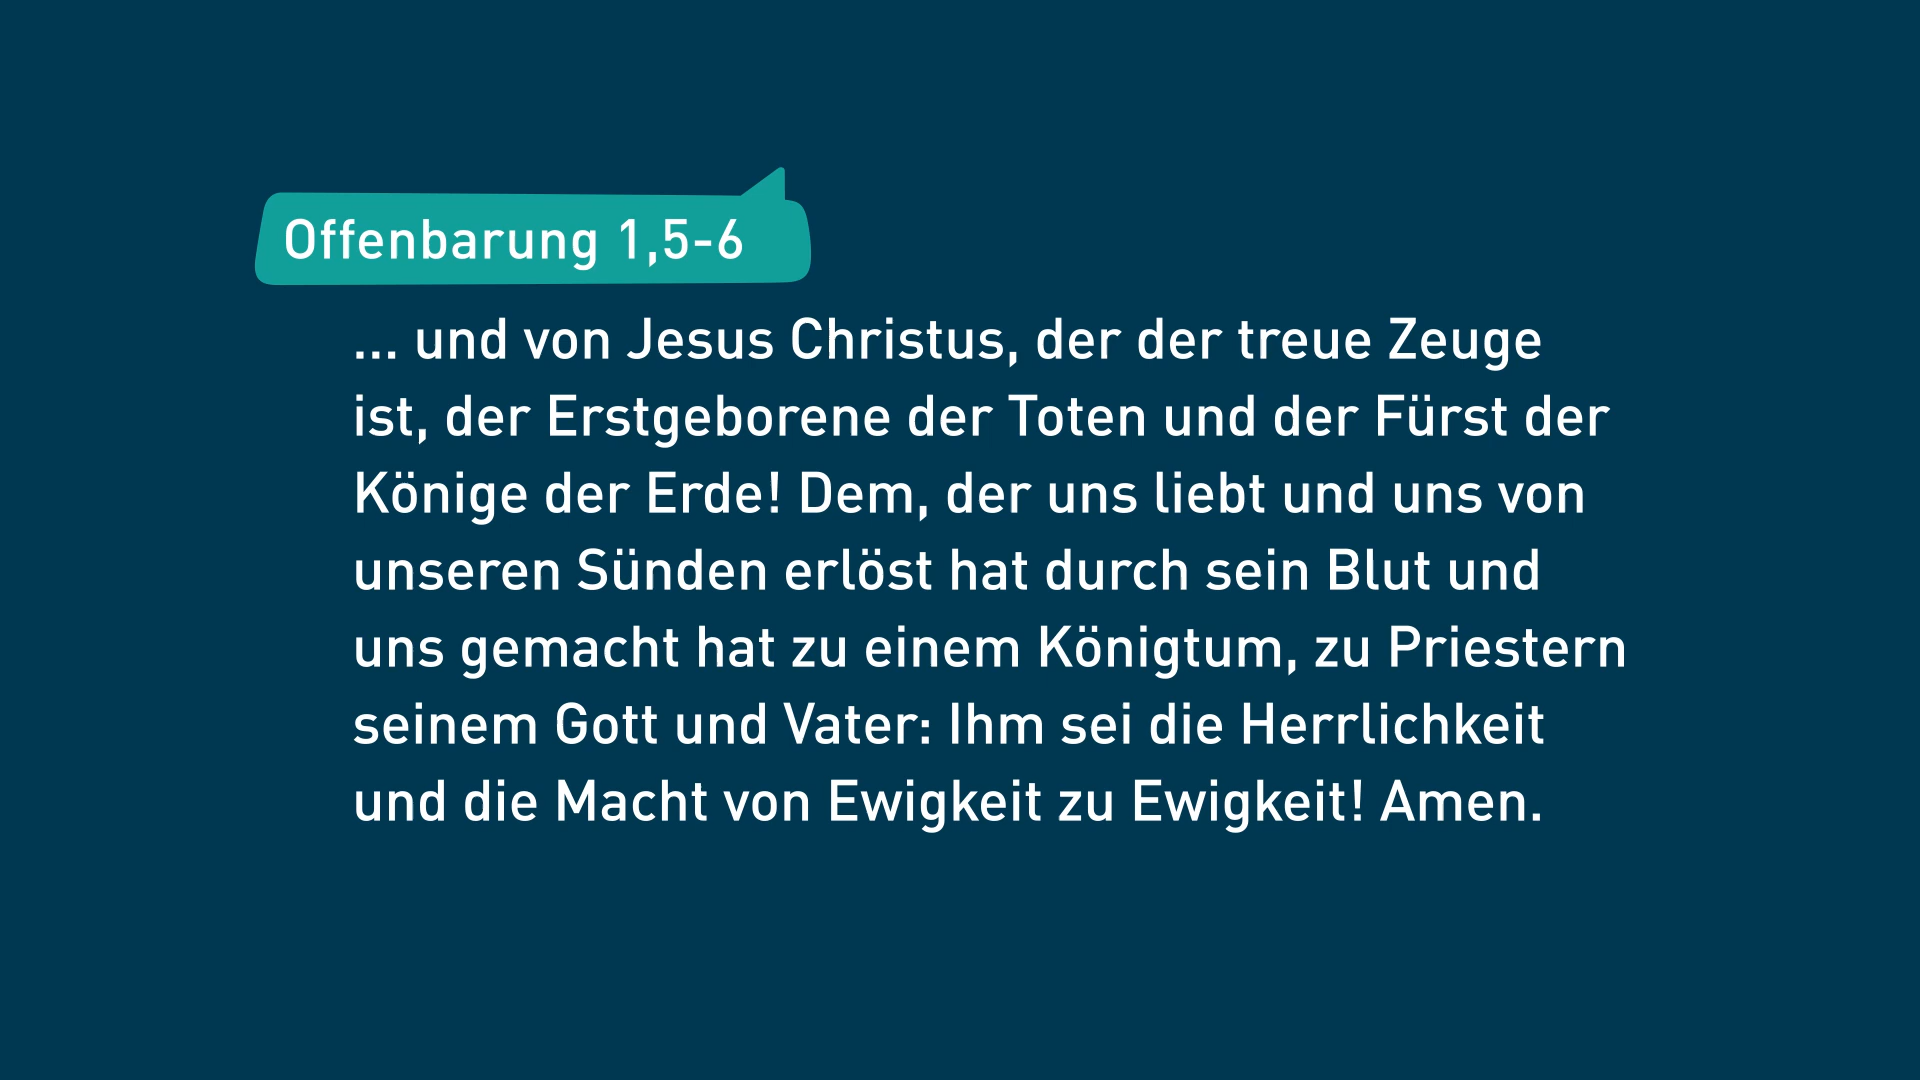 Offenbarung 1,5-6
... und von Jesus Christus, der der treue Zeuge
ist, der Erstgeborene der Toten und der Fürst der
Könige der Erde! Dem, der uns liebt und uns von
unseren Sünden erlöst hat durch sein Blut und
uns gemacht hat zu einem Königtum, zu Priestern
seinem Gott und Vater: Ihm sei die Herrlichkeit
und die Macht von Ewigkeit zu Ewigkeit! Amen.